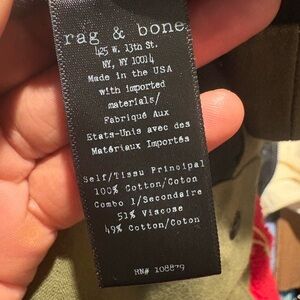 rag & bone
425 W. 13th St.
NY, NY 10014
Made in the USA
with imported
materials/
Fabriqué Aux
Etats-Unis avec des
Matériaux Importés
Self/Tissu Principal
100% Cotton/Coton
Combo 1/Secondaire
51% Viscose
49% Cotton/Coton
RN# 108879